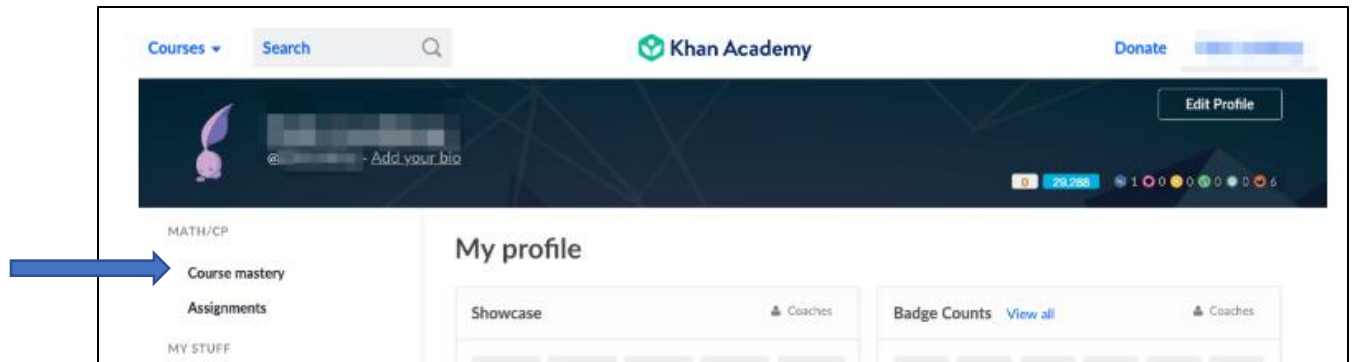 Courses Search Khan Academy Donate
Edit Profile
@ - Add your bio
0 29,288 1 0 0 0 0 6
MATH/CP
My profile
Course mastery
Assignments
Showcase Coaches Badge Counts View all Coaches
MY STUFF